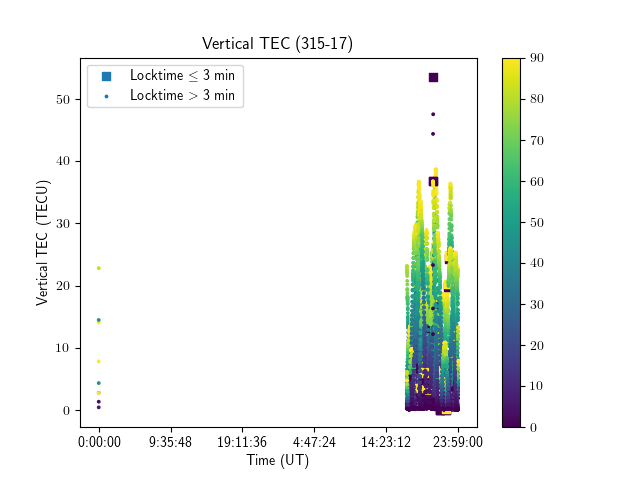 Vertical TEC (315-17)
Locktime ≤ 3 min
Locktime > 3 min
50
40
30
20
10
0
Vertical TEC (TECU)
0:00:00 9:35:48 19:11:36 4:47:24 14:23:12 23:59:00
Time (UT)
90
80
70
60
50
40
30
20
10
0